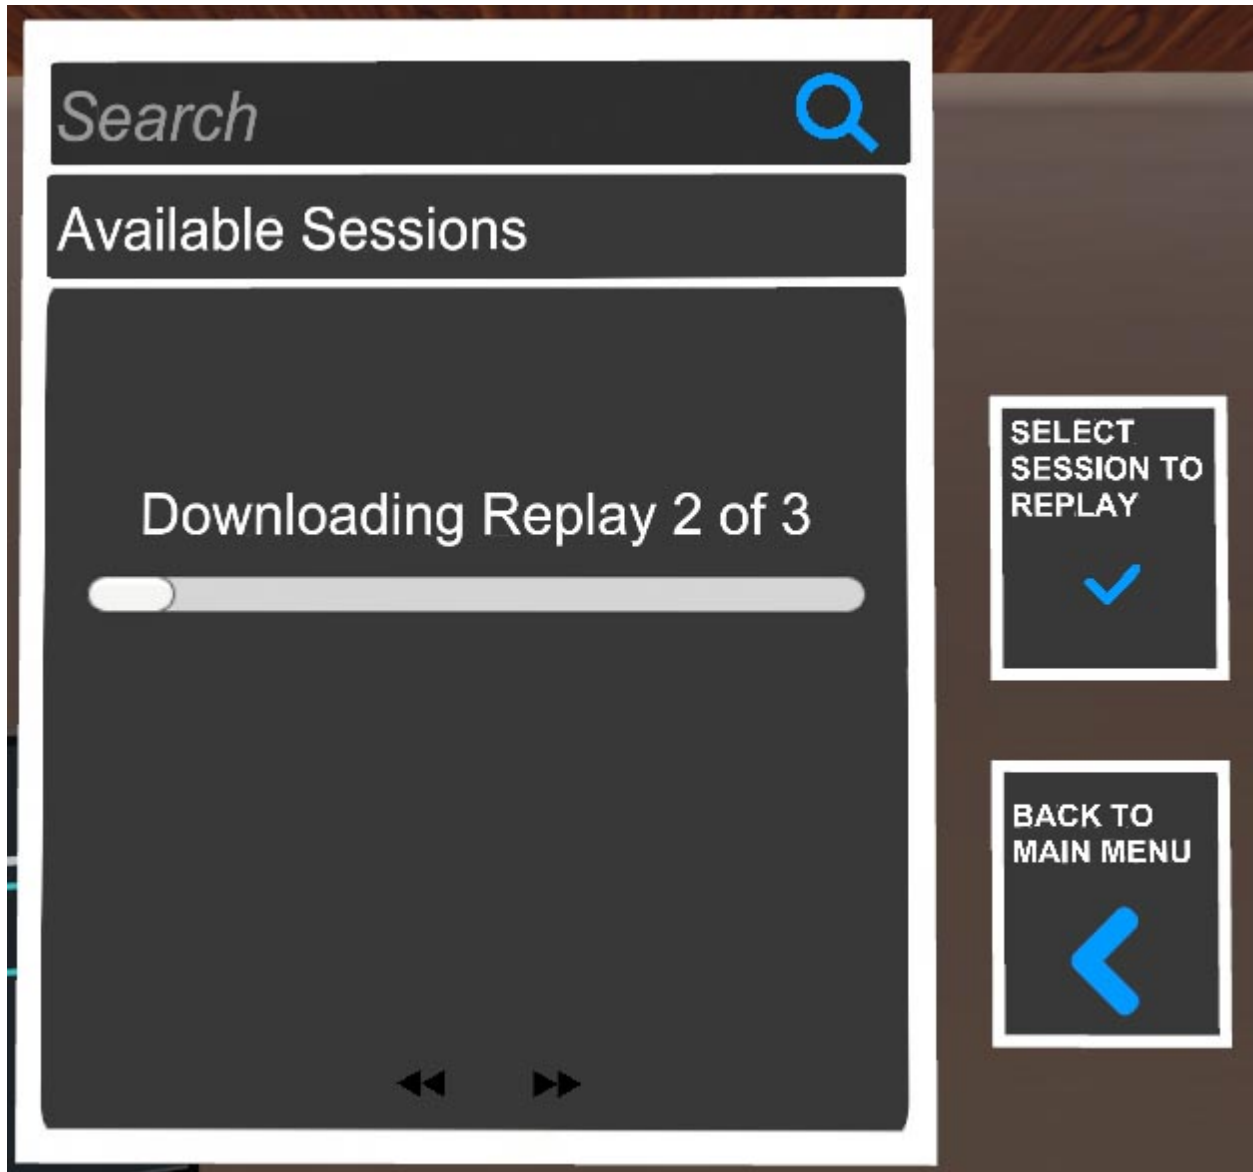 Search
Available Sessions
Downloading Replay 2 of 3
SELECT
SESSION TO
REPLAY
BACK TO
MAIN MENU